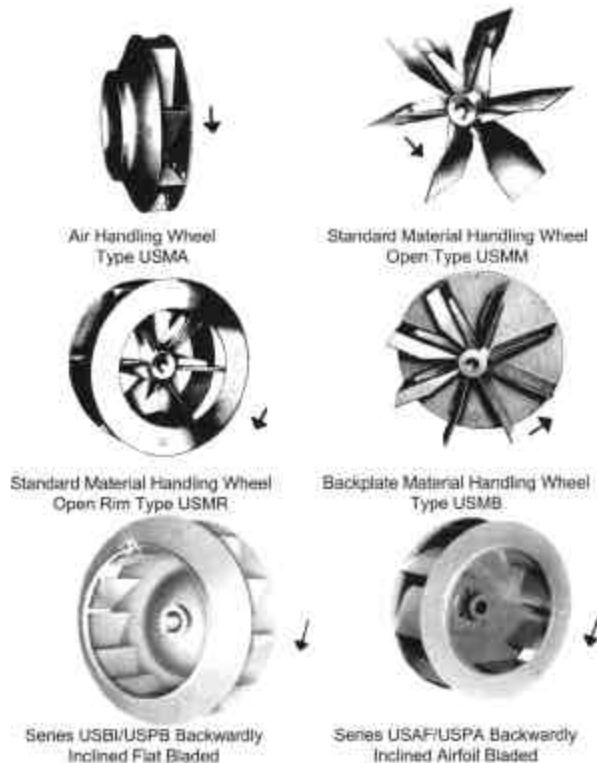 Air Handling Wheel
Type USMA
Standard Material Handling Wheel
Open Type USMM
Standard Material Handling Wheel
Open Rim Type USMR
Backplate Material Handling Wheel
Type USMB
Series USBI/USPB Backwardly
Inclined Flat Bladed
Series USAF/USPA Backwardly
Inclined Airfoil Bladed